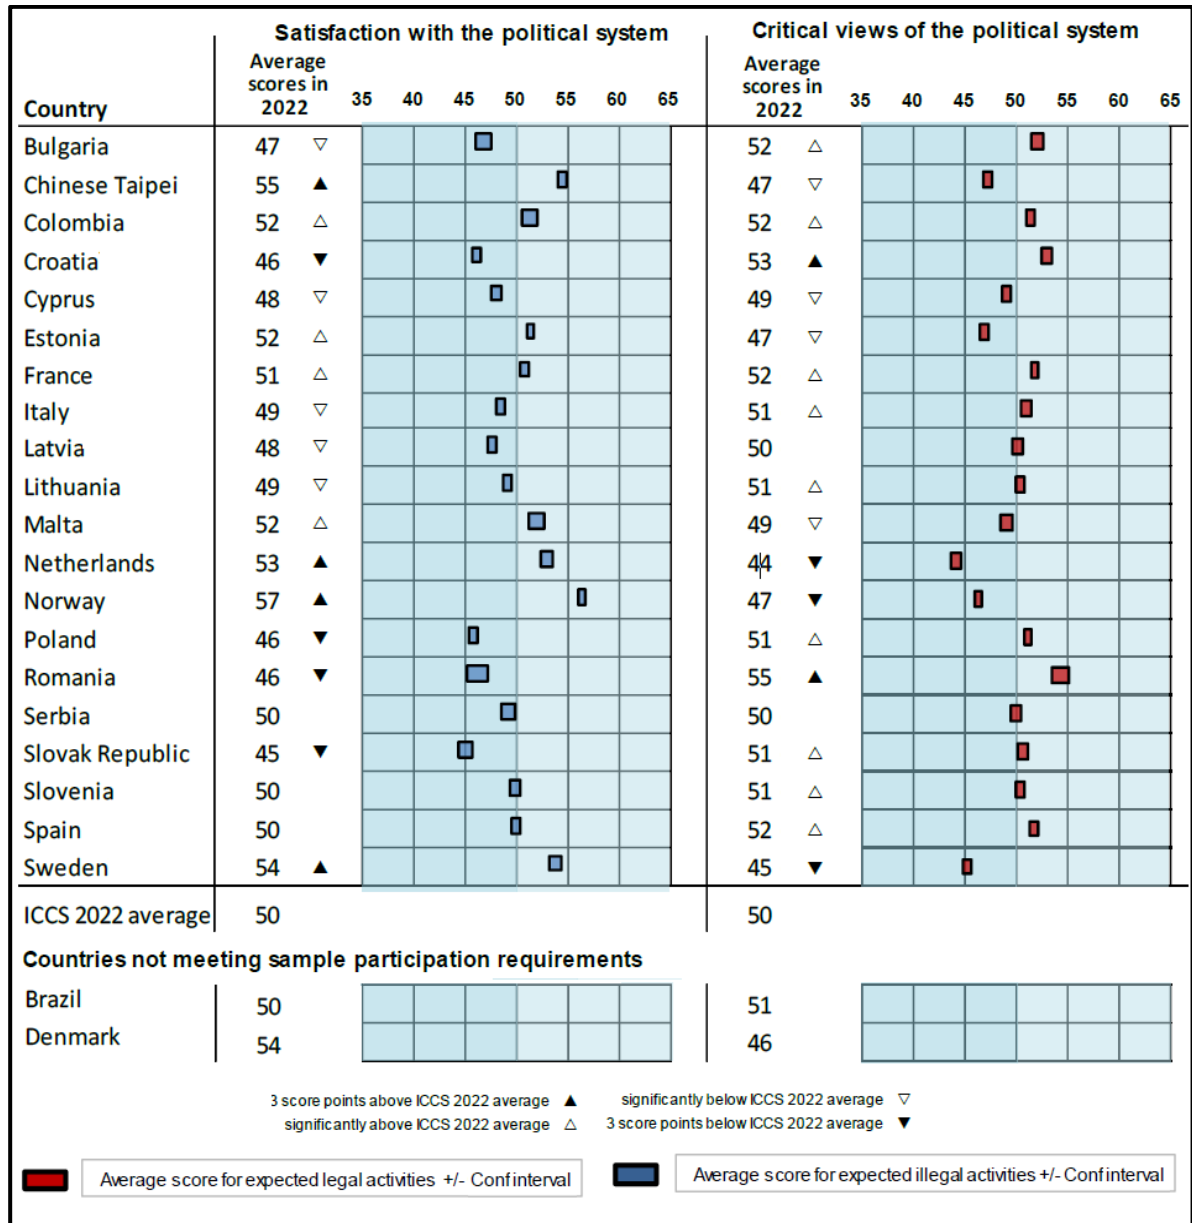 Satisfaction with the political system Critical views of the political system
Country Average scores in 2022 35 40 45 50 55 60 65 Average scores in 2022 35 40 45 50 55 60 65
Bulgaria 47 ▽ 52 △
Chinese Taipei 55 ▲ 47 ▽
Colombia 52 △ 52 △
Croatia 46 ▼ 53 ▲
Cyprus 48 ▽ 49 ▽
Estonia 52 △ 47 ▽
France 51 △ 52 △
Italy 49 ▽ 51 △
Latvia 48 ▽ 50
Lithuania 49 ▽ 51 △
Malta 52 △ 49 ▽
Netherlands 53 ▲ 44 ▼
Norway 57 ▲ 47 ▼
Poland 46 ▼ 51 △
Romania 46 ▼ 55 ▲
Serbia 50 50
Slovak Republic 45 ▼ 51 △
Slovenia 50 51 △
Spain 50 52 △
Sweden 54 ▲ 45 ▼
ICCS 2022 average 50 50
Countries not meeting sample participation requirements
Brazil 50 51
Denmark 54 46
3 score points above ICCS 2022 average ▲ significantly below ICCS 2022 average ▽
significantly above ICCS 2022 average △ 3 score points below ICCS 2022 average ▼
Average score for expected legal activities +/- Conf interval Average score for expected illegal activities +/- Conf interval